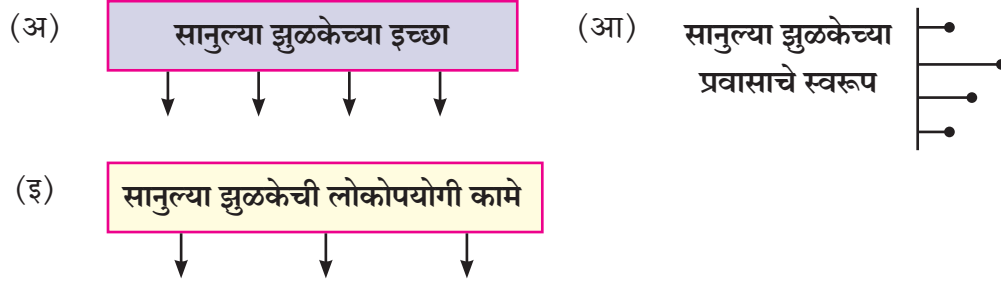 (अ) सानुल्या झुळकेच्या इच्छा
(आ) सानुल्या झुळकेच्या
प्रवासाचे स्वरूप
(इ) सानुल्या झुळकेची लोकोपयोगी कामे